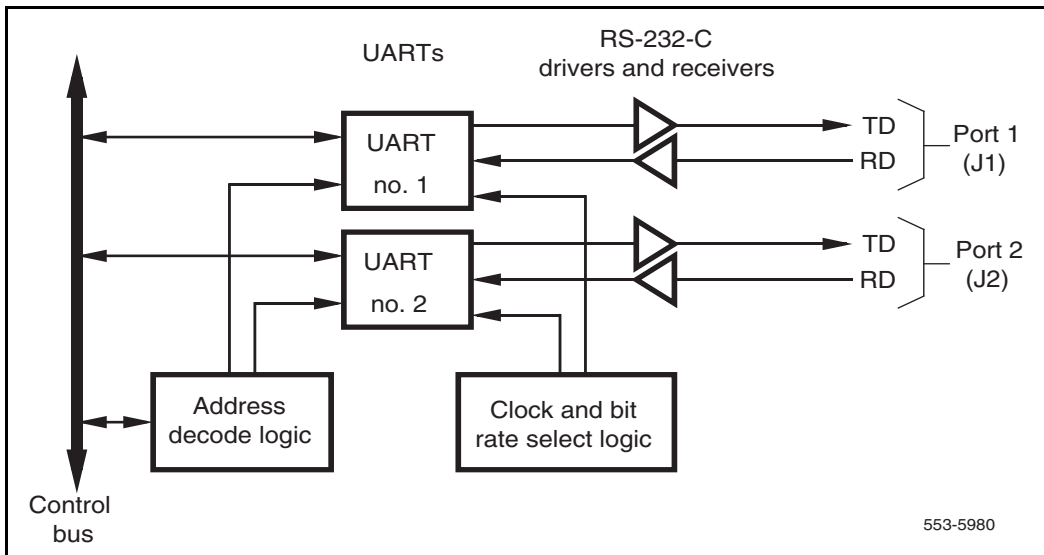 UARTs
RS-232-C
drivers and receivers
UART
no. 1
TD
RD
Port 1
(J1)
UART
no. 2
TD
RD
Port 2
(J2)
Address
decode logic
Clock and bit
rate select logic
Control
bus
553-5980